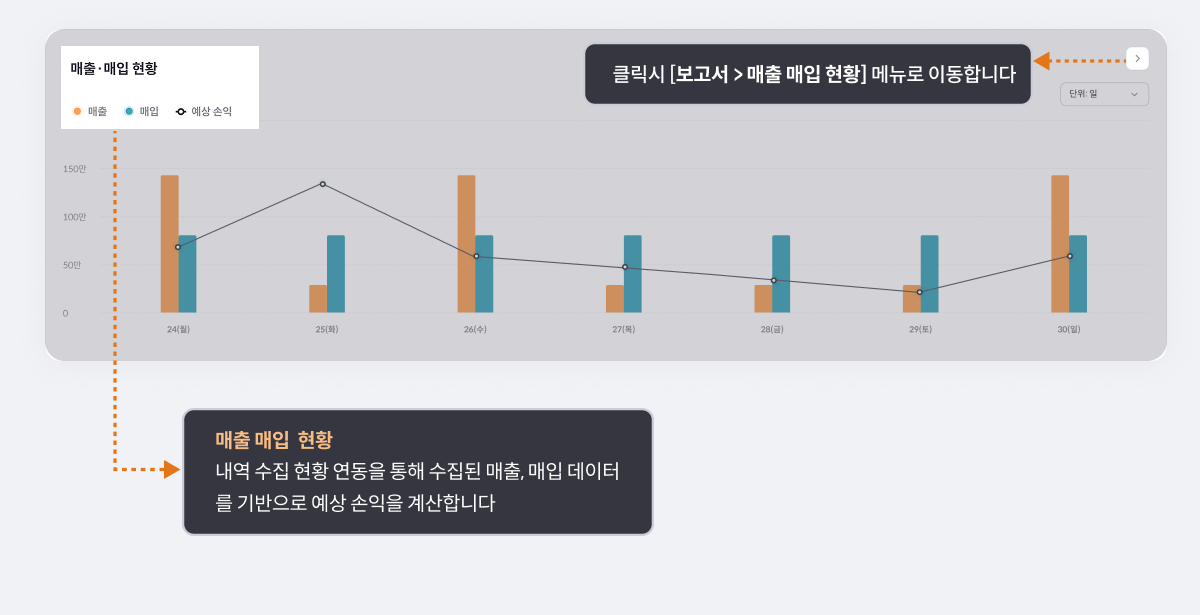 매출·매입 현황
클릭시 [보고서 > 매출 매입 현황] 메뉴로 이동합니다
단위: 일
매출 매입 예상 손익
150만
100만
50만
0
24(월) 25(화) 26(수) 27(목) 28(금) 29(토) 30(일)
매출 매입 현황
내역 수집 현황 연동을 통해 수집된 매출, 매입 데이터
를 기반으로 예상 손익을 계산합니다